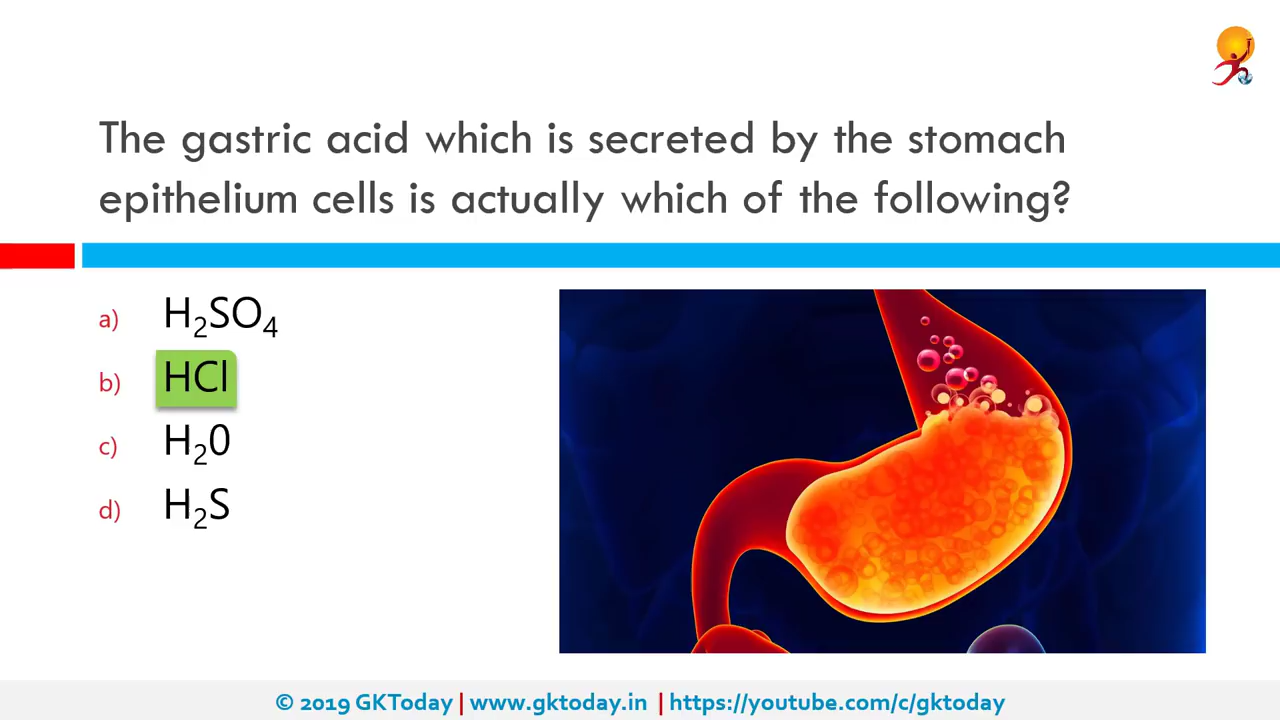 The gastric acid which is secreted by the stomach
epithelium cells is actually which of the following?
a) H₂SO₄
b) HCl
c) H₂0
d) H₂S
© 2019 GKToday | www.gktoday.in | https://youtube.com/c/gktoday